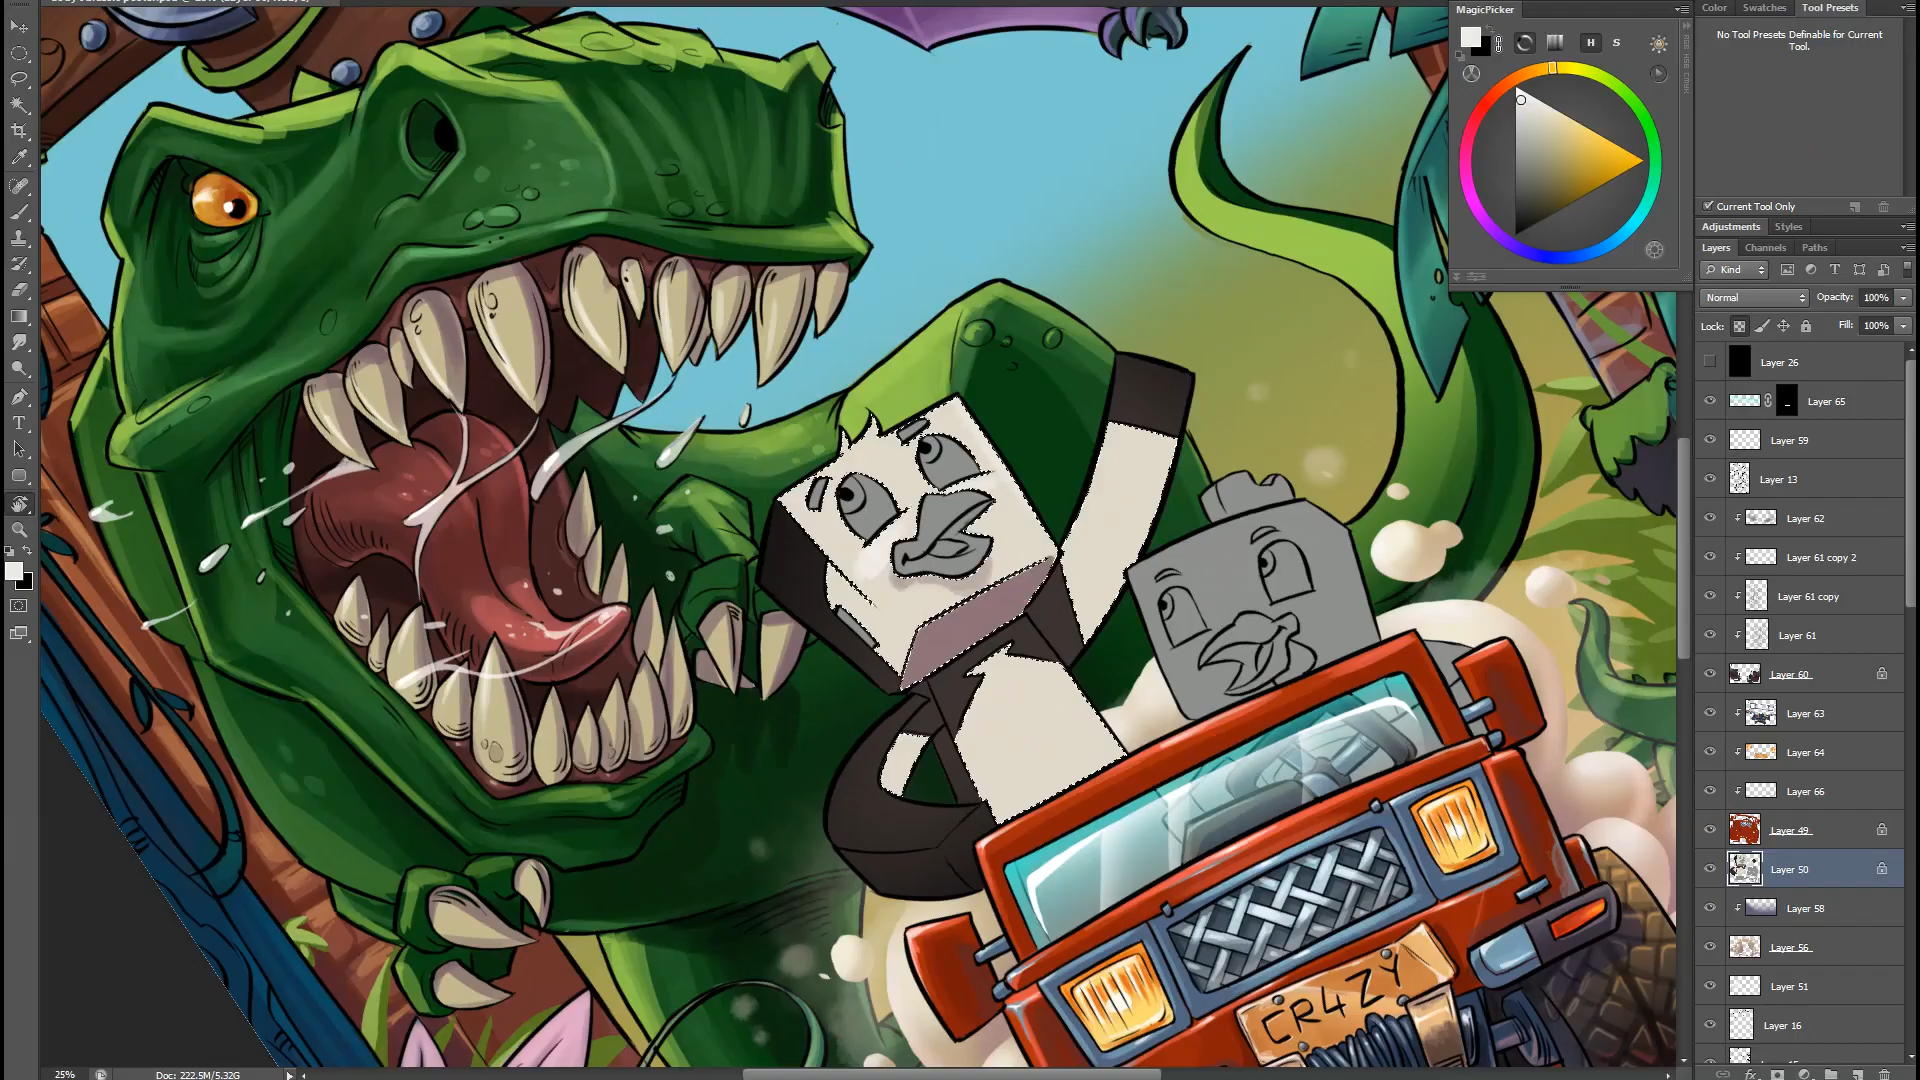 MagicPicker
Color Swatches Tool Presets
No Tool Presets Definable for Current
Tool.
H S
Current Tool Only
Adjustments Styles
Layers Channels Paths
Kind
Normal Opacity: 100%
Lock: Fill: 100%
Layer 26
Layer 65
Layer 59
Layer 13
Layer 62
Layer 61 copy 2
Layer 61 copy
Layer 61
Layer 60
Layer 63
Layer 64
Layer 66
Layer 49
Layer 50
Layer 58
Layer 56
Layer 51
Layer 16
CR4ZY
25% Doc: 222.5M/5.32G